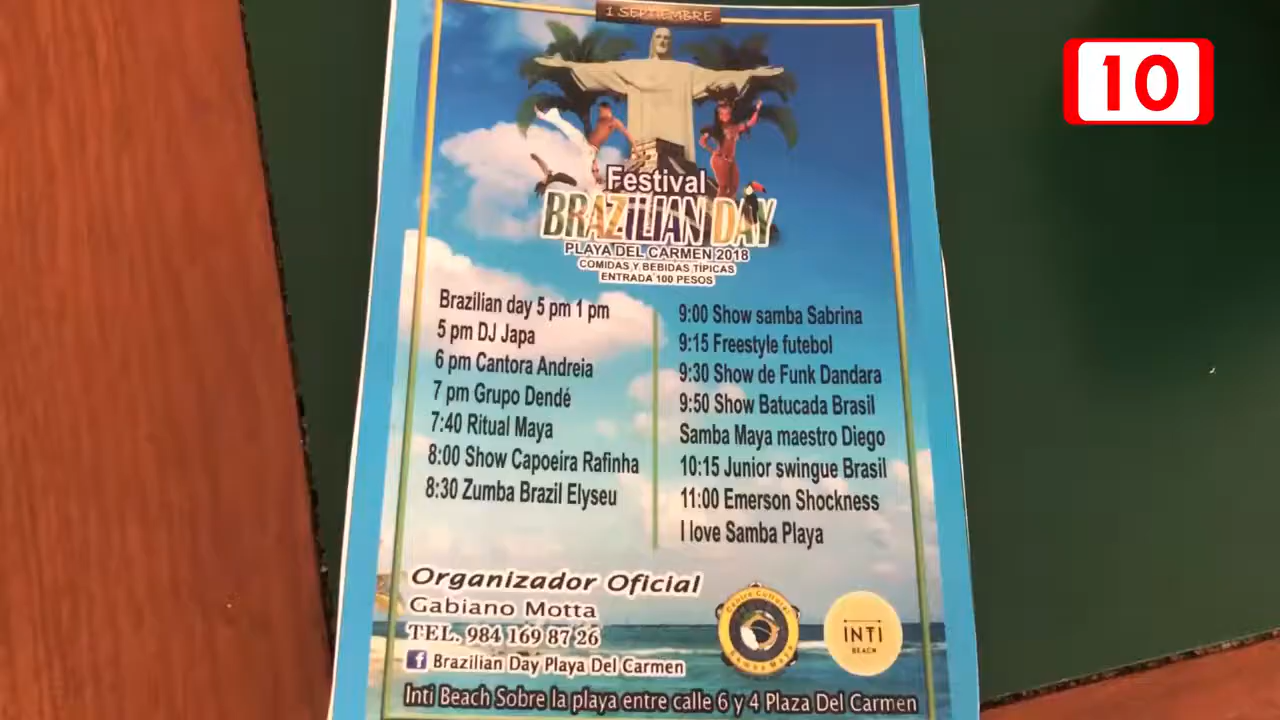 1 SEPTIEMBRE
10
Festival
BRAZILIAN DAY
PLAYA DEL CARMEN 2018
COMIDAS Y BEBIDAS TÍPICAS
ENTRADA 100 PESOS
Brazilian day 5 pm 1 pm
5 pm DJ Japa
6 pm Cantora Andreia
7 pm Grupo Dendé
7:40 Ritual Maya
8:00 Show Capoeira Rafinha
8:30 Zumba Brazil Elyseu
9:00 Show samba Sabrina
9:15 Freestyle futebol
9:30 Show de Funk Dandara
9:50 Show Batucada Brasil
Samba Maya maestro Diego
10:15 Junior swingue Brasil
11:00 Emerson Shockness
I love Samba Playa
Organizador Oficial
Gabiano Motta
TEL. 984 169 87 26
f Brazilian Day Playa Del Carmen
Centro Cultural
Samba Maya
INTI
BEACH
Inti Beach Sobre la playa entre calle 6 y 4 Plaza Del Carmen